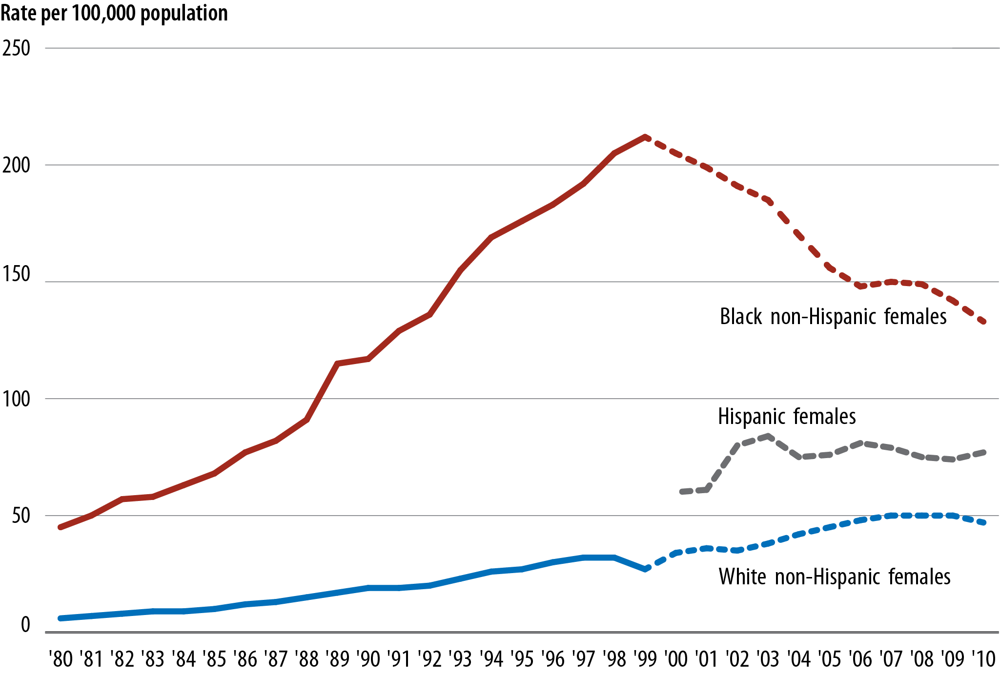 Rate per 100,000 population
250
200
150
Black non-Hispanic females
100
Hispanic females
50
White non-Hispanic females
0
'80 '81 '82 '83 '84 '85 '86 '87 '88 '89 '90 '91 '92 '93 '94 '95 '96 '97 '98 '99 '00 '01 '02 '03 '04 '05 '06 '07 '08 '09 '10